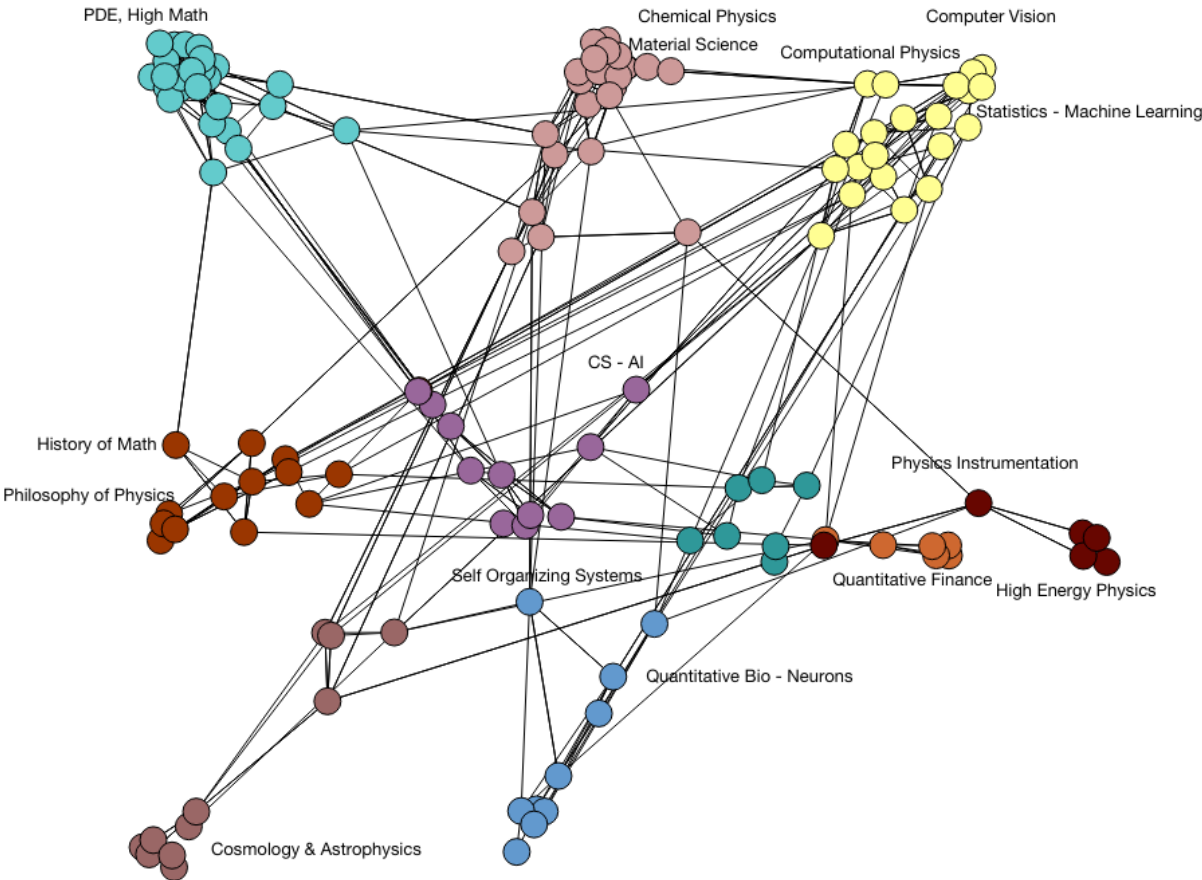 PDE, High Math
Chemical Physics
Computer Vision
Material Science
Computational Physics
Statistics - Machine Learning
CS - AI
History of Math
Physics Instrumentation
Philosophy of Physics
Self Organizing Systems
Quantitative Finance
High Energy Physics
Quantitative Bio - Neurons
Cosmology & Astrophysics